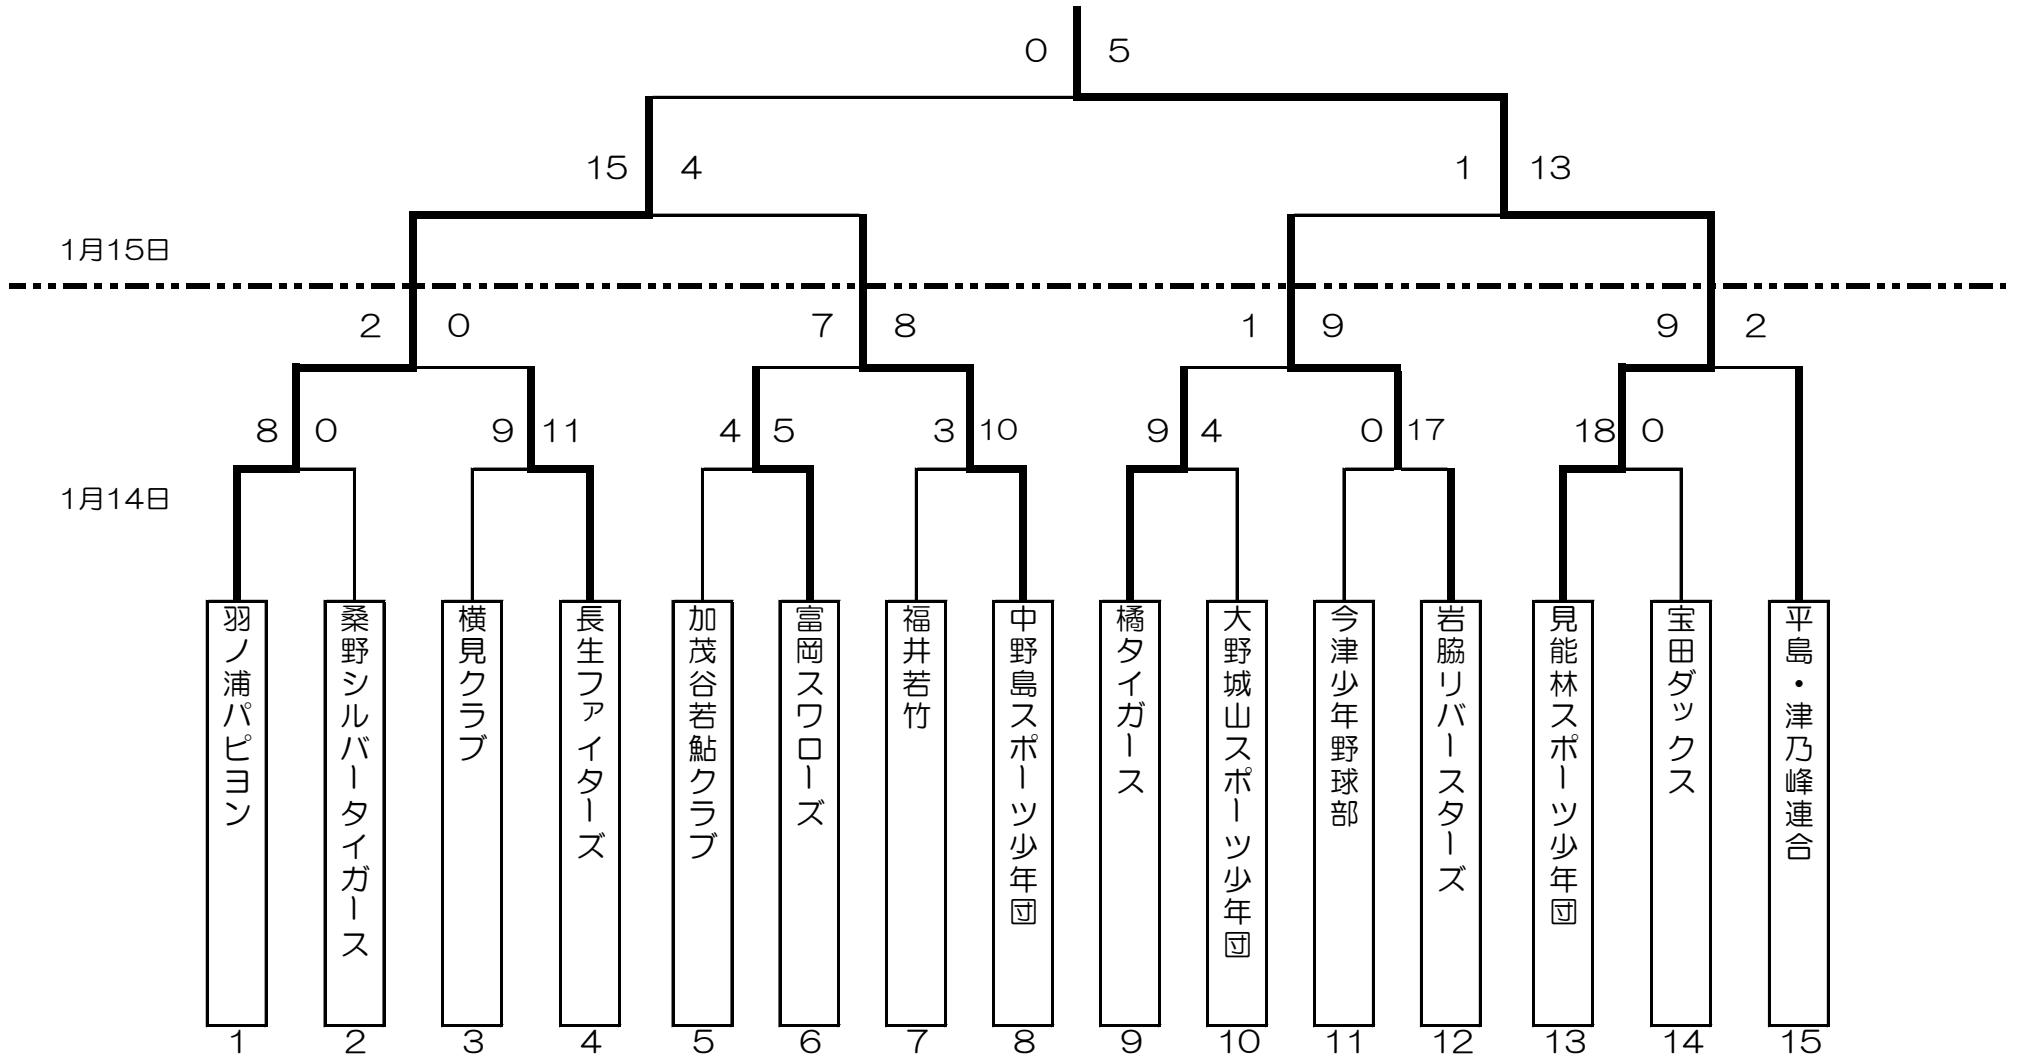 0 5
15 4 1 13
1月15日
2 0 7 8 1 9 9 2
8 0 9 11 4 5 3 10 9 4 0 17 18 0
1月14日
羽ノ浦パピヨン
桑野シルバータイガース
横見クラブ
長生ファイターズ
加茂谷若鮎クラブ
富岡スワローズ
福井若竹
中野島スポーツ少年団
橘タイガース
大野城山スポーツ少年団
今津少年野球部
岩脇リバースターズ
見能林スポーツ少年団
宝田ダックス
平島・津乃峰連合
1 2 3 4 5 6 7 8 9 10 11 12 13 14 15